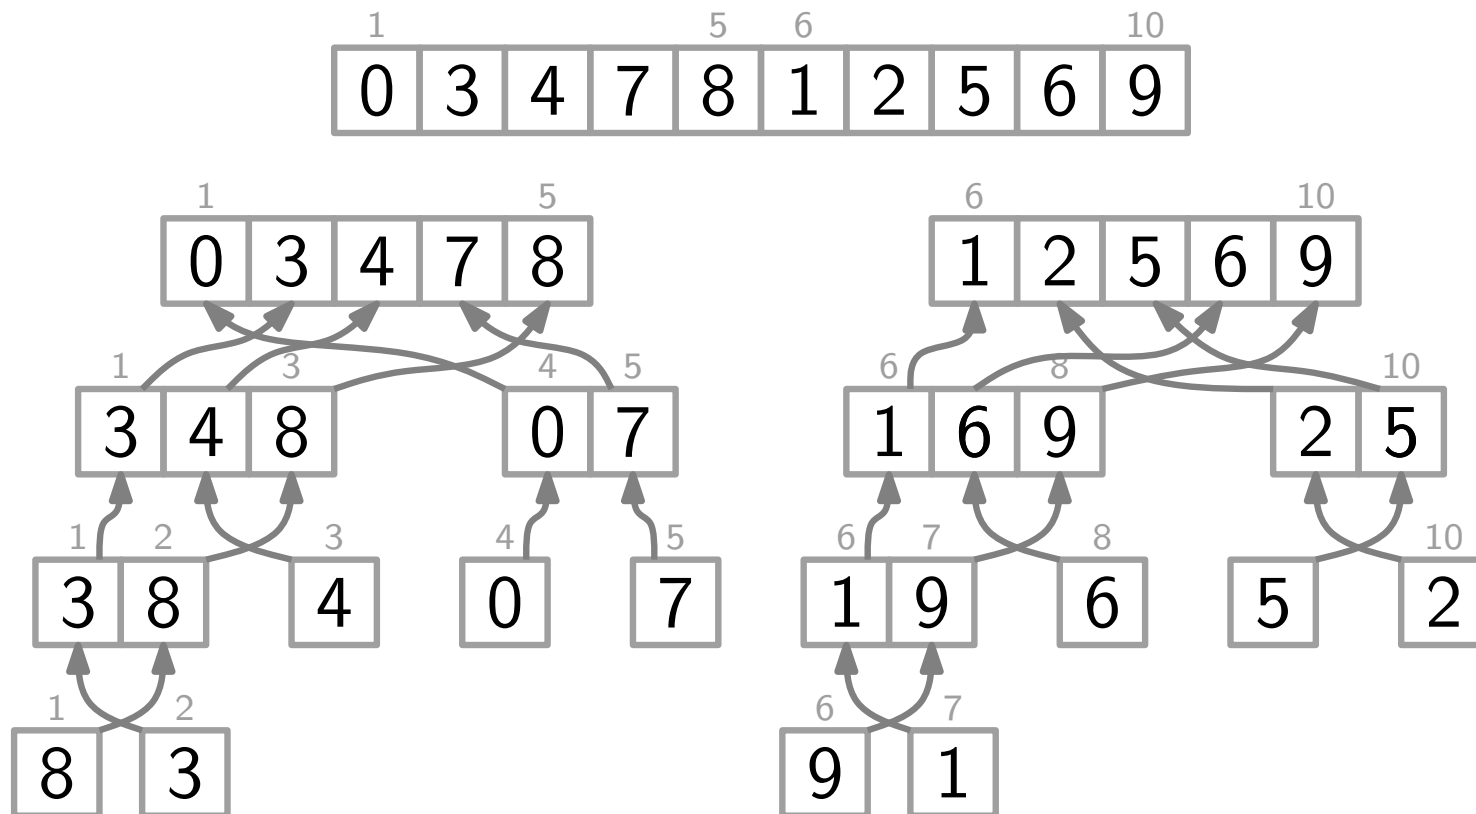 1 5 6 10
0 3 4 7 8 1 2 5 6 9
1 5 6 10
0 3 4 7 8 1 2 5 6 9
1 3 4 5 6 8 10
3 4 8 0 7 1 6 9 2 5
1 2 3 4 5 6 7 8 10
3 8 4 0 7 1 9 6 5 2
1 2 6 7
8 3 9 1